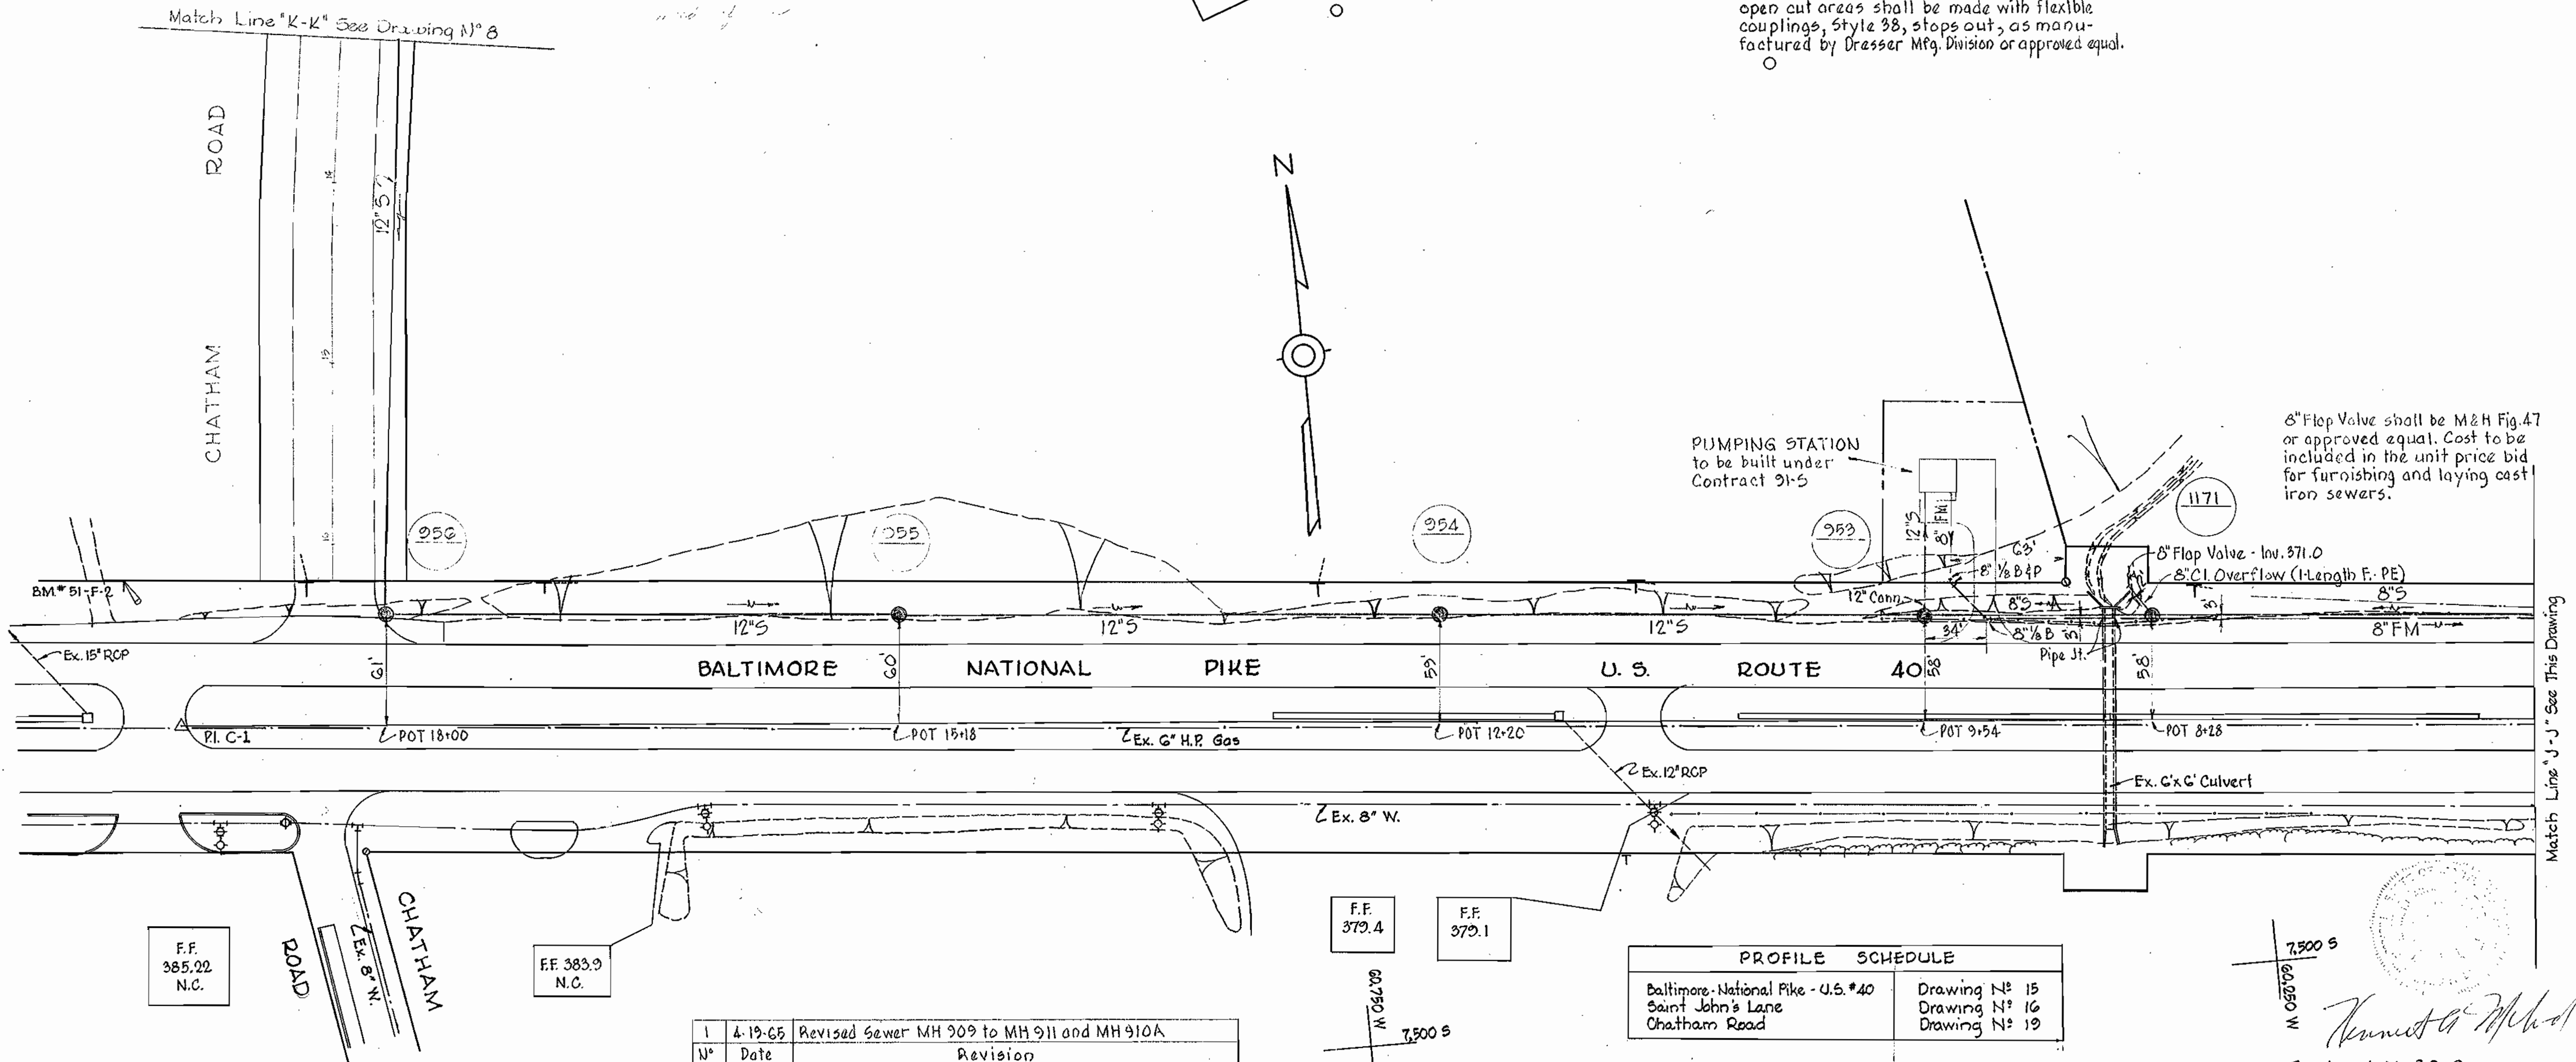 Match Line "K-K" See Drawing Nº 8
open cut areas shall be made with flexible
couplings, Style 38, stops out, as manu-
factured by Dresser Mfg. Division or approved equal.
ROAD
CHATHAM
14
15
16
12"S
N
PUMPING STATION
to be built under
Contract 91-S
8" Flap Valve shall be M&H Fig. 47
or approved equal. Cost to be
included in the unit price bid
for furnishing and laying cast
iron sewers.
956
955
954
953
1171
12"S
8"
FM
63'
8" 1/8 B & P
8" Flap Valve - Inv. 371.0
8" C.I. Overflow (1-Length F.-PE)
BM.# 51-F-2
12" Conn.
8"S
8"S
3'
3'
12"S
12"S
12"S
34'
8" 1/8 B
8" FM
Pipe Jt.
Ex. 15" RCP
61'
60'
59'
58'
58'
BALTIMORE NATIONAL PIKE U.S. ROUTE 40
P.I. C-1
POT 18+00
POT 15+18
Ex. 6" H.P. Gas
POT 12+20
POT 9+54
POT 8+28
Ex. 12" RCP
Ex. 6'x6' Culvert
Ex. 8" W.
Match Line "J-J" See This Drawing
CHATHAM
ROAD
Ex. 8" W.
F.F.
385.22
N.C.
F.F. 383.9
N.C.
F.F.
379.4
F.F.
379.1
PROFILE SCHEDULE
Baltimore-National Pike - U.S. #40 Drawing Nº 15
Saint John's Lane Drawing Nº 16
Chatham Road Drawing Nº 19
7,500 S
60,250 W
60,750 W
7,500 S
1 4-19-65 Revised Sewer MH 909 to MH 911 and MH 910A
Nº Date Revision